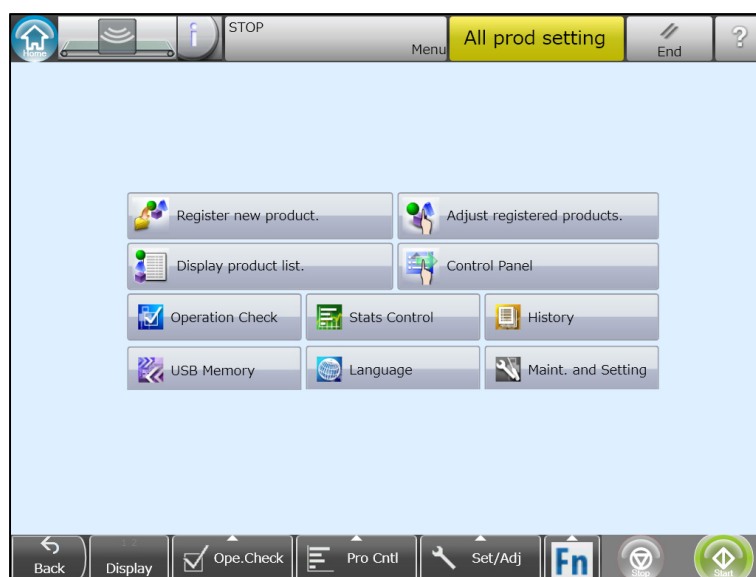 Home
i
STOP
Menu
All prod setting
End
?
Register new product.
Adjust registered products.
Display product list.
Control Panel
Operation Check
Stats Control
History
USB Memory
Language
Maint. and Setting
Back
1/2
Display
Ope.Check
Pro Cntl
Set/Adj
Fn
Stop
Start